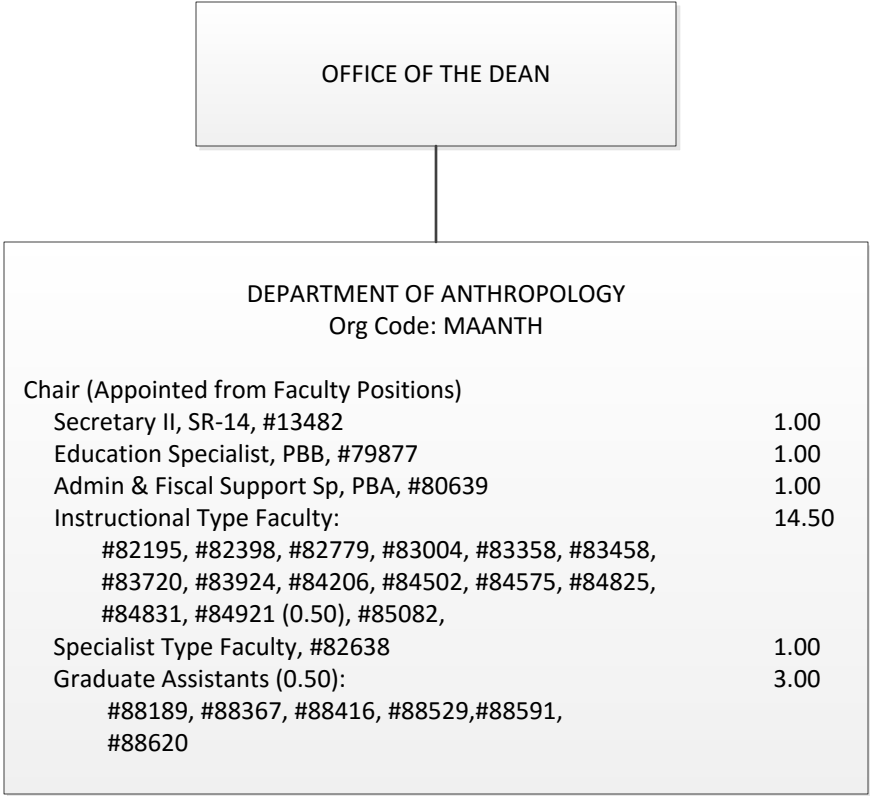 OFFICE OF THE DEAN
DEPARTMENT OF ANTHROPOLOGY
Org Code: MAANTH
Chair (Appointed from Faculty Positions)
Secretary II, SR-14, #13482 1.00
Education Specialist, PBB, #79877 1.00
Admin & Fiscal Support Sp, PBA, #80639 1.00
Instructional Type Faculty: 14.50
#82195, #82398, #82779, #83004, #83358, #83458,
#83720, #83924, #84206, #84502, #84575, #84825,
#84831, #84921 (0.50), #85082,
Specialist Type Faculty, #82638 1.00
Graduate Assistants (0.50): 3.00
#88189, #88367, #88416, #88529,#88591,
#88620